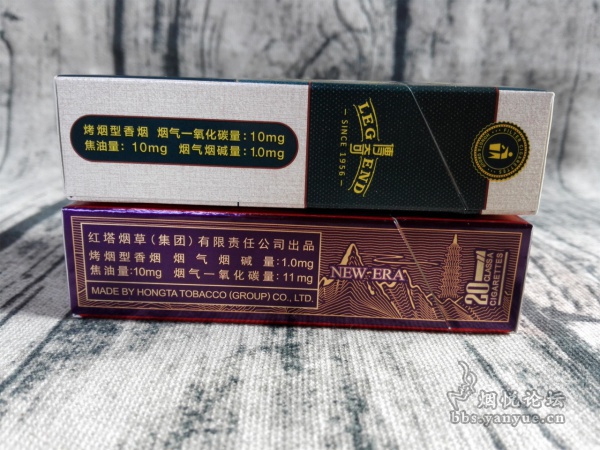 烤烟型香烟 烟气一氧化碳量:10mg
焦油量: 10mg 烟气烟碱量:1.0mg
LEGEND
传奇
SINCE 1956
红塔烟草(集团)有限责任公司出品
烤烟型香烟 烟气烟碱量:1.0mg
焦油量:10mg 烟气一氧化碳量:11mg
MADE BY HONGTA TOBACCO (GROUP) CO., LTD.
NEW-ERA
20 CLASS A
CIGARETTES
烟悦论坛
bbs.yanyue.cn